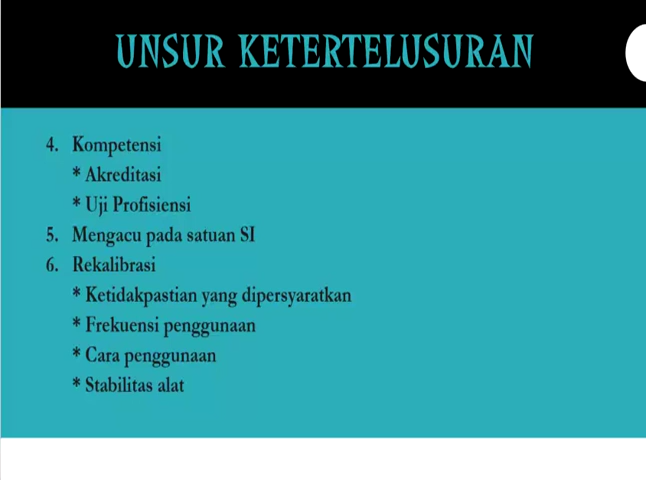 UNSUR KETERTELUSURAN
4. Kompetensi
* Akreditasi
* Uji Profisiensi
5. Mengacu pada satuan SI
6. Rekalibrasi
* Ketidakpastian yang dipersyaratkan
* Frekuensi penggunaan
* Cara penggunaan
* Stabilitas alat